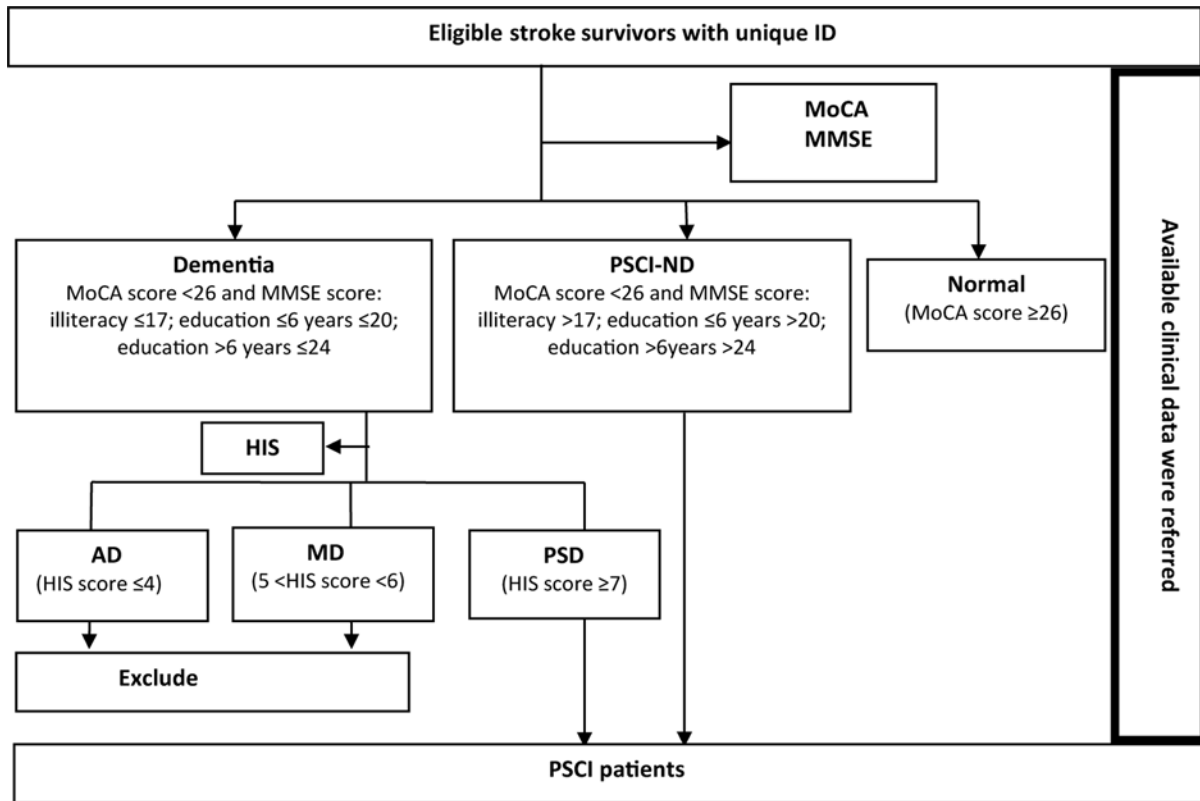 Eligible stroke survivors with unique ID
MoCA
MMSE
Dementia
MoCA score <26 and MMSE score:
illiteracy ≤17; education ≤6 years ≤20;
education >6 years ≤24
PSCI-ND
MoCA score <26 and MMSE score:
illiteracy >17; education ≤6 years >20;
education >6years >24
Normal
(MoCA score ≥26)
Available clinical data were referred
HIS
AD
(HIS score ≤4)
MD
(5 <HIS score <6)
PSD
(HIS score ≥7)
Exclude
PSCI patients